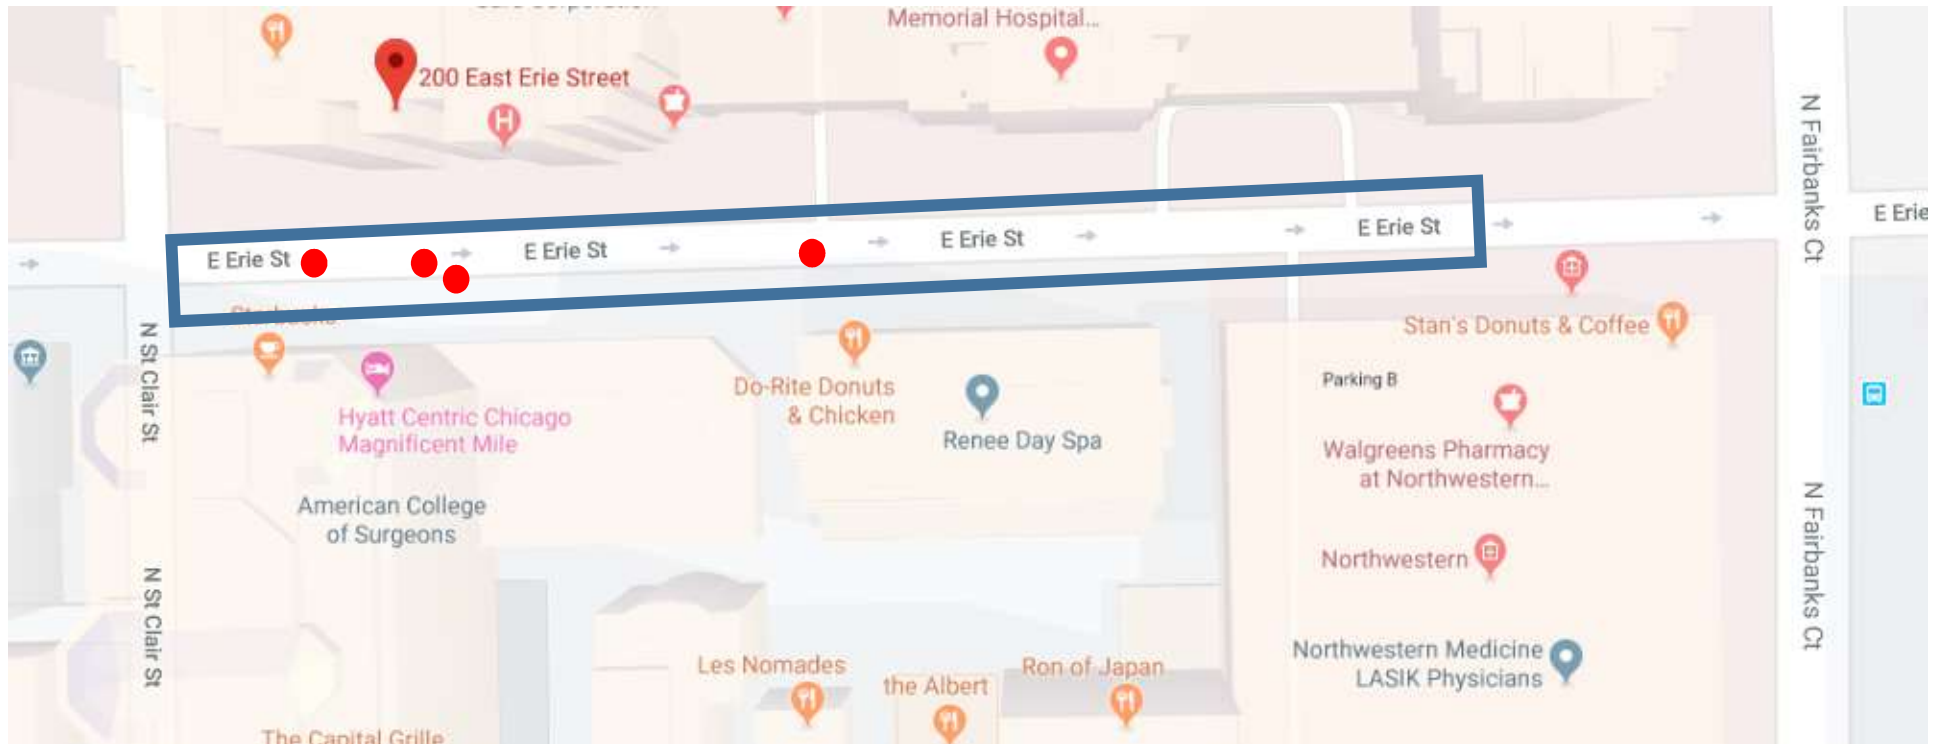 Memorial Hospital...
200 East Erie Street
H
N Fairbanks Ct
E Erie
E Erie St
E Erie St
E Erie St
E Erie St
Starbucks
N St Clair St
Hyatt Centric Chicago
Magnificent Mile
American College
of Surgeons
Do-Rite Donuts
& Chicken
Renee Day Spa
Stan's Donuts & Coffee
Parking B
Walgreens Pharmacy
at Northwestern...
Northwestern
N Fairbanks Ct
N St Clair St
Northwestern Medicine
LASIK Physicians
Les Nomades
the Albert
Ron of Japan
The Capital Grille